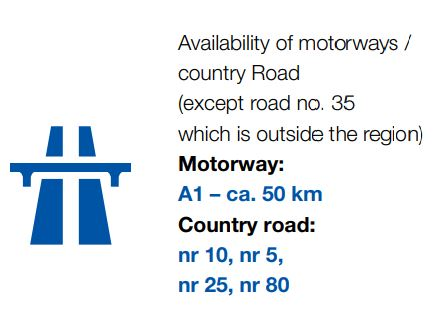 Availability of motorways /
country Road
(except road no. 35
which is outside the region)
Motorway:
A1 – ca. 50 km
Country road:
nr 10, nr 5,
nr 25, nr 80